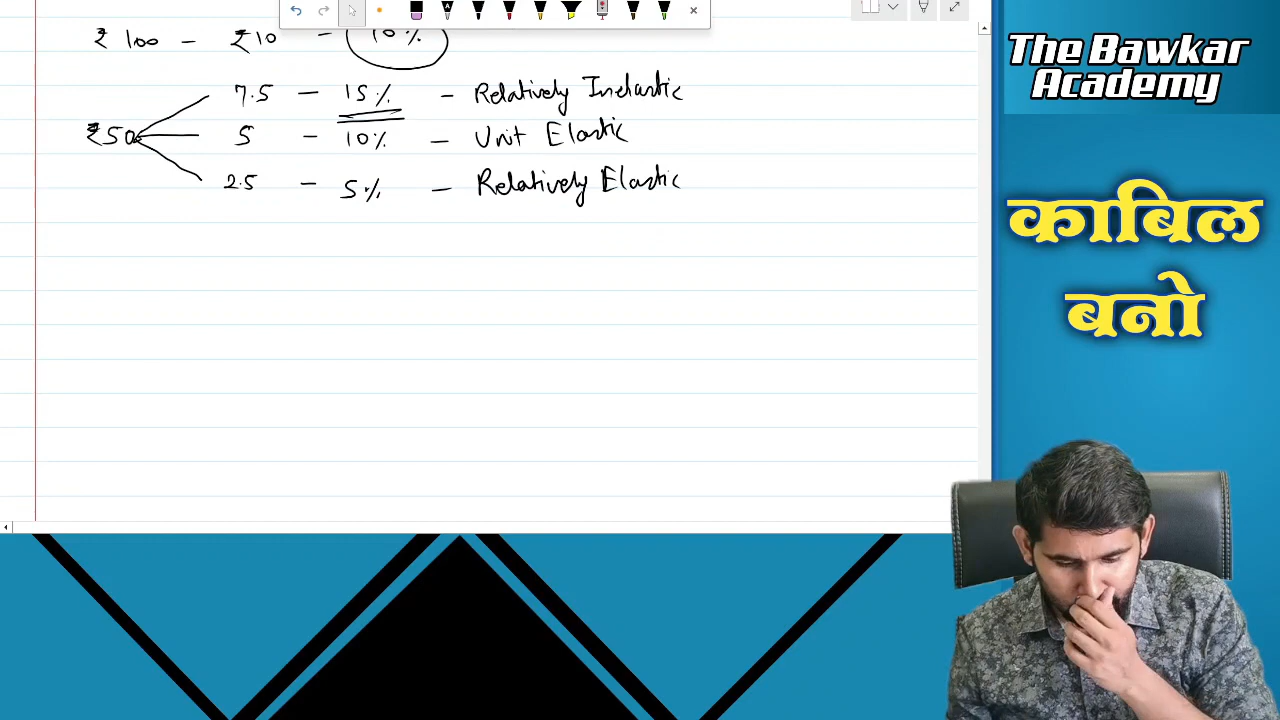 ₹ 100 - ₹10 - 10%
7.5 - 15% - Relatively Inelastic
₹50 5 - 10% - Unit Elastic
2.5 - 5% - Relatively Elastic
The Bawkar
Academy
काबिल
बनो